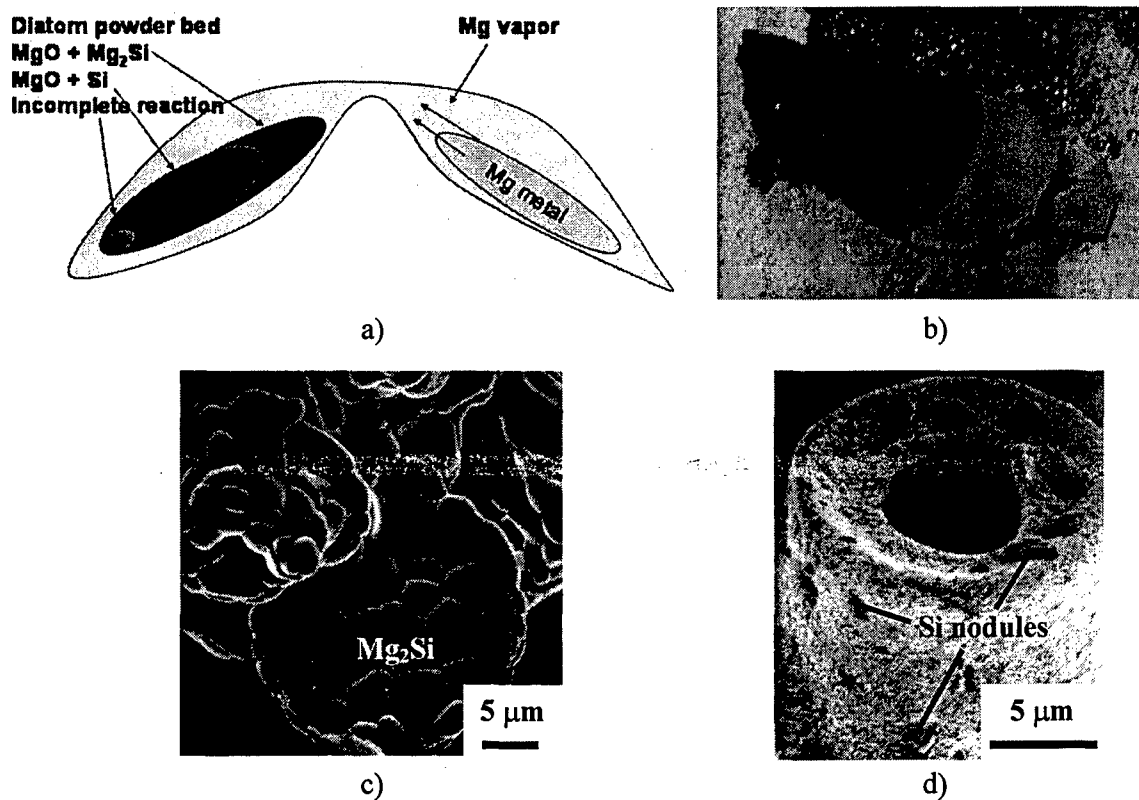 Diatom powder bed
MgO + Mg₂Si
MgO + Si
Incomplete reaction
Mg vapor
Mg metal
a)
b)
Mg₂Si
5 μm
c)
Si nodules
5 μm
d)